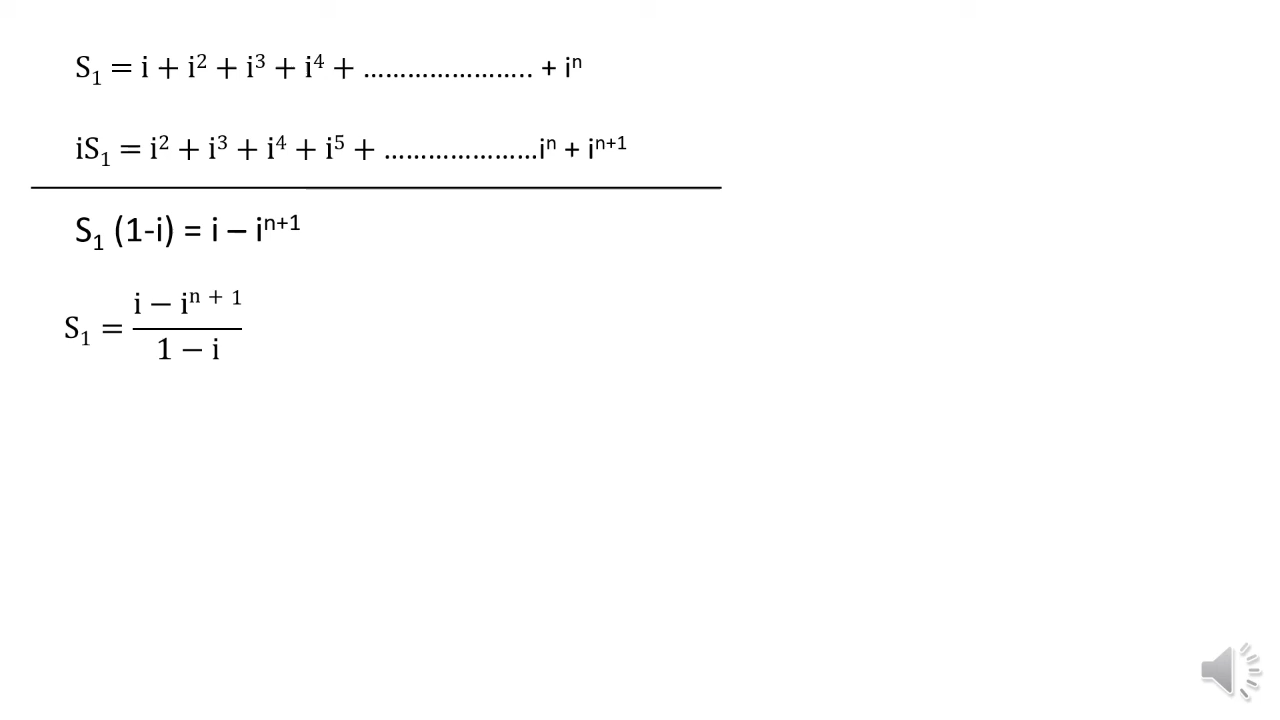 S₁ = i + i² + i³ + i⁴ + ………………….. + iⁿ
iS₁ = i² + i³ + i⁴ + i⁵ + …………………iⁿ + iⁿ⁺¹
S₁ (1-i) = i – iⁿ⁺¹
S₁ = (i − iⁿ ⁺ ¹)/(1 − i)